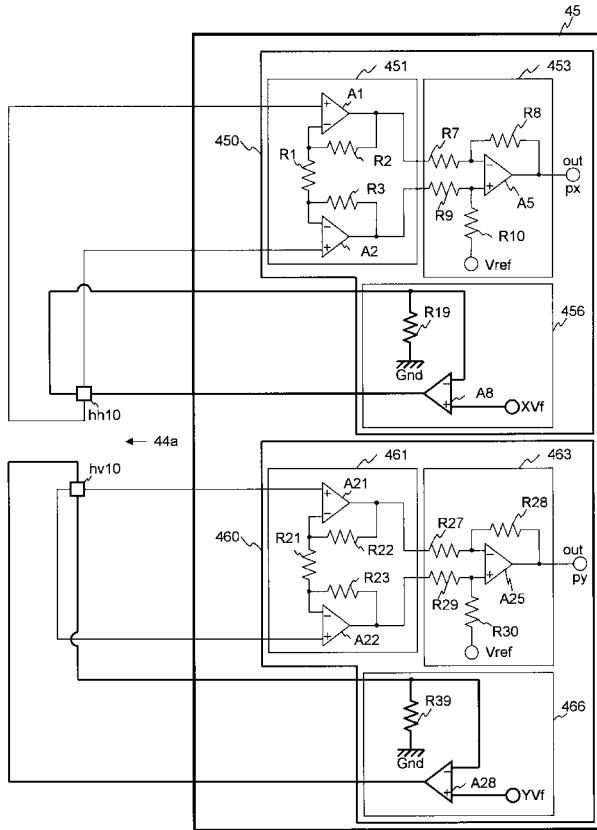 45
451
453
450
A1
R8
R7
out
R1
R2
R3
px
R9
A5
A2
R10
Vref
R19
456
Gnd
A8
XVf
hh10
44a
hv10
461
463
460
A21
R28
R27
out
R21
R22
R23
py
R29
A25
A22
R30
Vref
R39
466
Gnd
A28
YVf